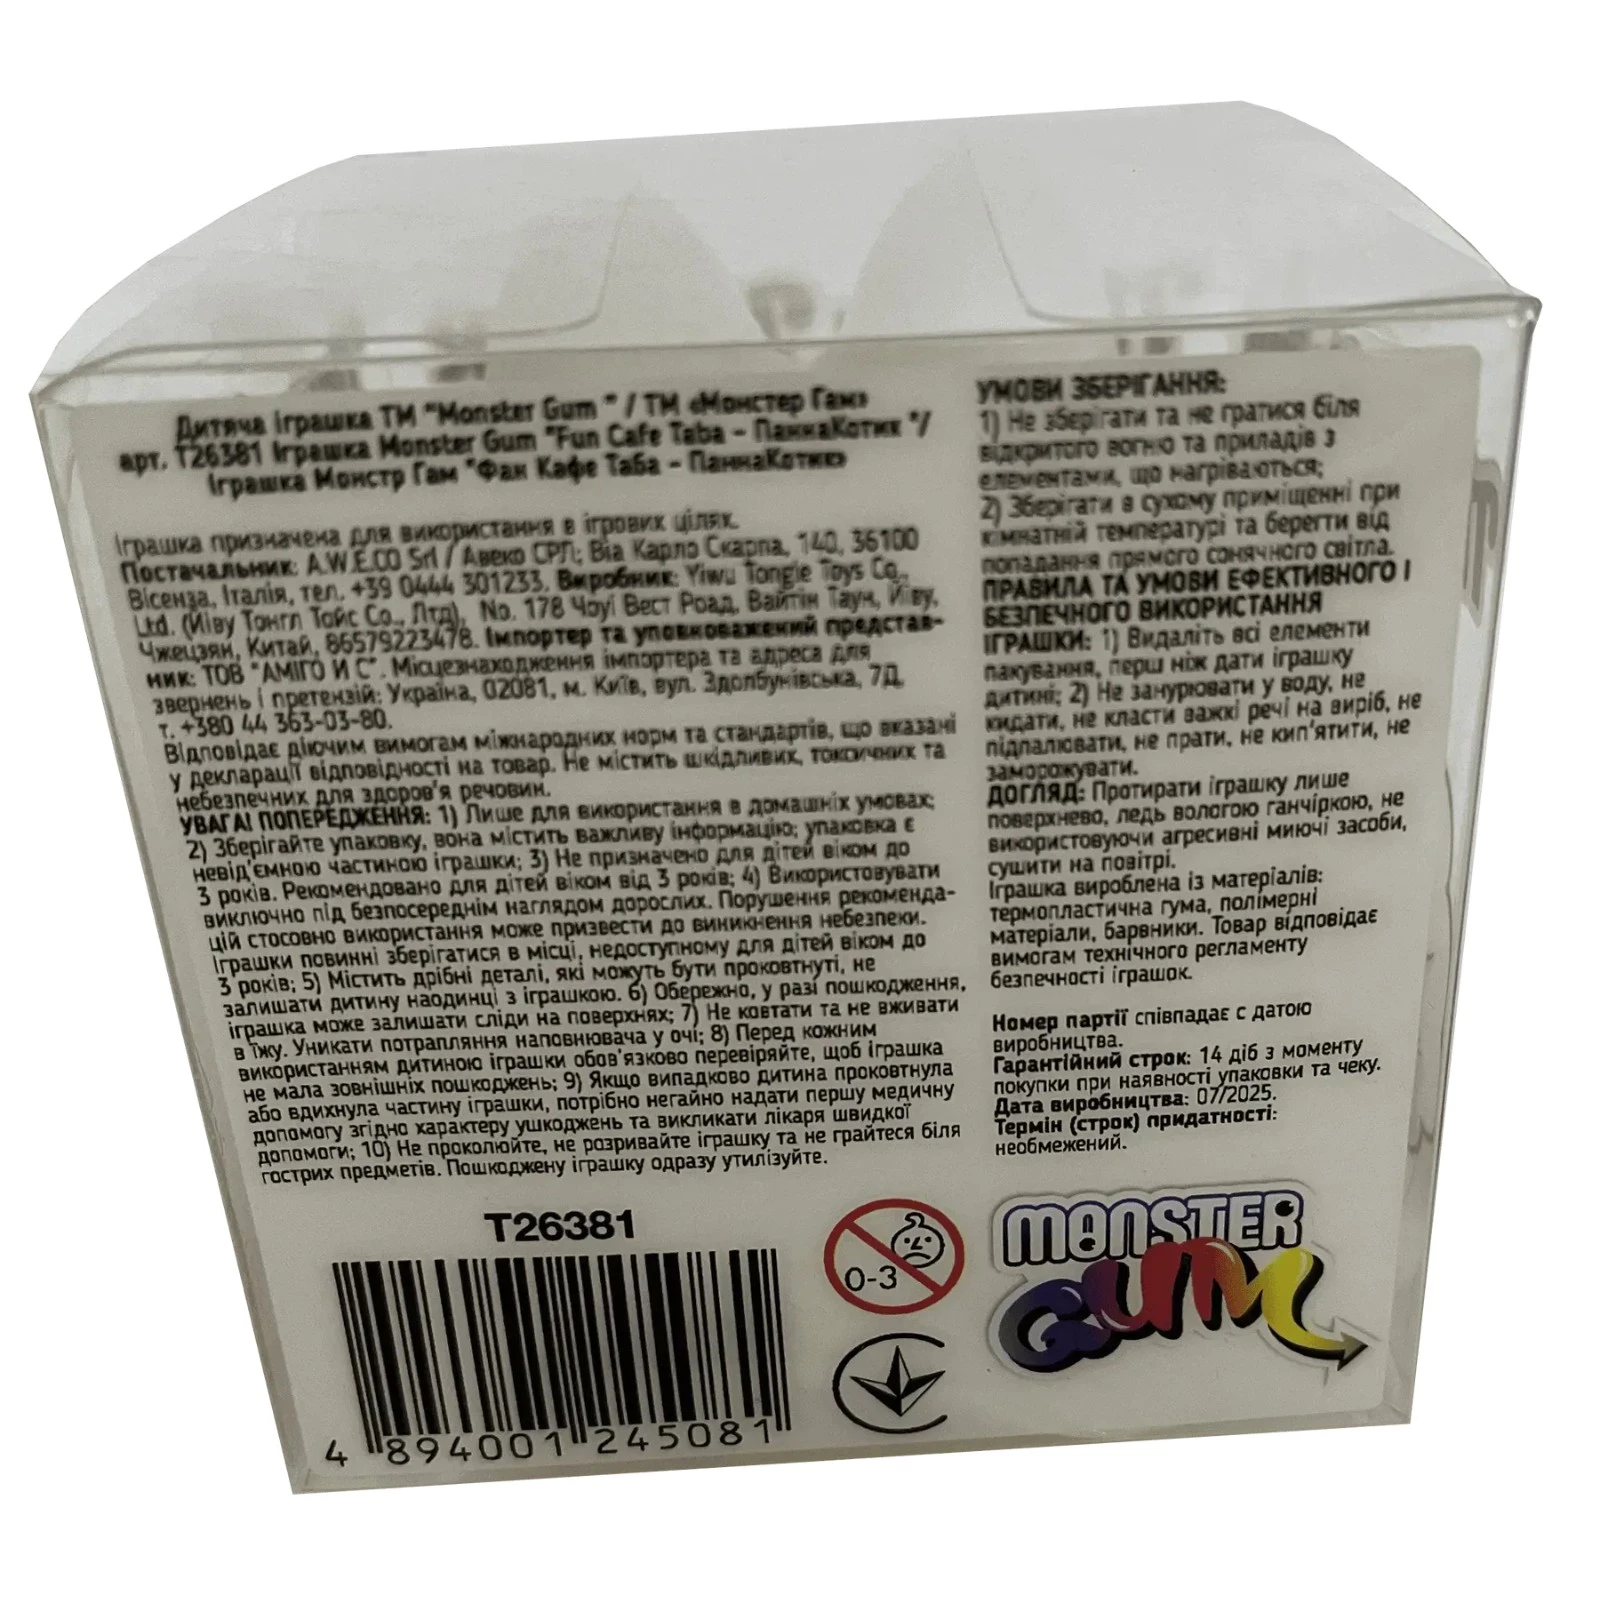 Дитяча іграшка ТМ "Monster Gum " / ТМ «Монстер Гам»
арт. T26381 Іграшка Monster Gum "Fun Cafe Taba – ПаннаКотик "/
Іграшка Монстр Гам "Фан Кафе Таба – ПаннаКотик»
Іграшка призначена для використання в ігрових цілях.
Постачальник: A.W.E.CO Srl / Авеко СРЛ; Віа Карло Скарпа, 140, 36100
Вісенза, Італія, тел. +39 0444 301233. Виробник: Yiwu Tongle Toys Co.,
Ltd. (Йіву Тонгл Тойс Со., Лтд), No. 178 Чоуі Вест Роад, Вайтін Таун, Йіву,
Чжецзян, Китай, 86579223478. Імпортер та уповноважений представ-
ник: ТОВ "АМІГО И С". Місцезнаходження імпортера та адреса для
звернень і претензій: Україна, 02081, м. Київ, вул. Здолбунівська, 7Д,
т. +380 44 363-03-80.
Відповідає діючим вимогам міжнародних норм та стандартів, що вказані
у декларації відповідності на товар. Не містить шкідливих, токсичних та
небезпечних для здоров'я речовин.
УВАГА! ПОПЕРЕДЖЕННЯ: 1) Лише для використання в домашніх умовах;
2) Зберігайте упаковку, вона містить важливу інформацію; упаковка є
невід'ємною частиною іграшки; 3) Не призначено для дітей віком до
3 років. Рекомендовано для дітей віком від 3 років; 4) Використовувати
виключно під безпосереднім наглядом дорослих. Порушення рекоменда-
цій стосовно використання може призвести до виникнення небезпеки.
Іграшки повинні зберігатися в місці, недоступному для дітей віком до
3 років; 5) Містить дрібні деталі, які можуть бути проковтнуті, не
залишати дитину наодинці з іграшкою. 6) Обережно, у разі пошкодження,
іграшка може залишати сліди на поверхнях; 7) Не ковтати та не вживати
в їжу. Уникати потрапляння наповнювача у очі; 8) Перед кожним
використанням дитиною іграшки обов'язково перевіряйте, щоб іграшка
не мала зовнішніх пошкоджень; 9) Якщо випадково дитина проковтнула
або вдихнула частину іграшки, потрібно негайно надати першу медичну
допомогу згідно характеру ушкоджень та викликати лікаря швидкої
допомоги; 10) Не проколюйте, не розривайте іграшку та не грайтеся біля
гострих предметів. Пошкоджену іграшку одразу утилізуйте.
T26381
4 894001 245081
0-3
УМОВИ ЗБЕРІГАННЯ:
1) Не зберігати та не гратися біля
відкритого вогню та приладів з
елементами, що нагріваються;
2) Зберігати в сухому приміщенні при
кімнатній температурі та берегти від
попадання прямого сонячного світла.
ПРАВИЛА ТА УМОВИ ЕФЕКТИВНОГО І
БЕЗПЕЧНОГО ВИКОРИСТАННЯ
ІГРАШКИ: 1) Видаліть всі елементи
пакування, перш ніж дати іграшку
дитині; 2) Не занурювати у воду, не
кидати, не класти важкі речі на виріб, не
підпалювати, не прати, не кип'ятити, не
заморожувати.
ДОГЛЯД: Протирати іграшку лише
поверхнево, ледь вологою ганчіркою, не
використовуючи агресивні миючі засоби,
сушити на повітрі.
Іграшка вироблена із матеріалів:
термопластична гума, полімерні
матеріали, барвники. Товар відповідає
вимогам технічного регламенту
безпечності іграшок.
Номер партії співпадає с датою
виробництва.
Гарантійний строк: 14 діб з моменту
покупки при наявності упаковки та чеку.
Дата виробництва: 07/2025.
Термін (строк) придатності:
необмежений.
MONSTER
GUM